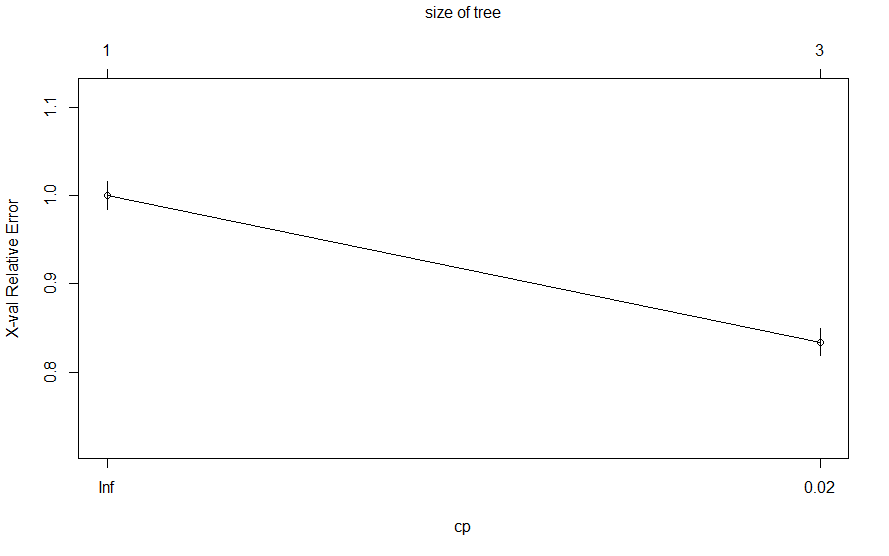 size of tree
1 3
1.1
1.0
0.9
0.8
X-val Relative Error
Inf 0.02
cp